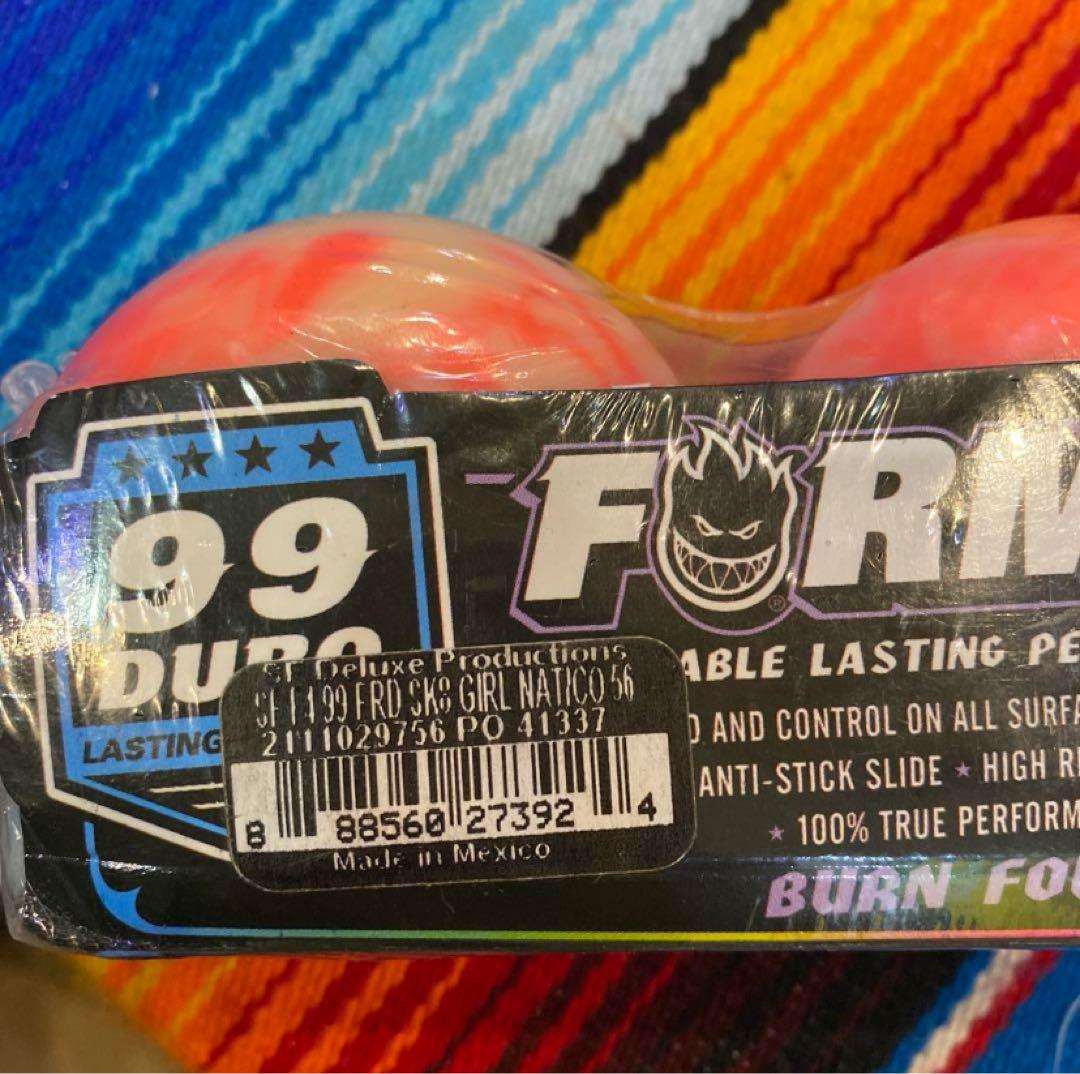 99
DURO
LASTING
FORM
®
ABLE LASTING PE
D AND CONTROL ON ALL SURFA
ANTI-STICK SLIDE ★ HIGH R
★ 100% TRUE PERFORM
BURN FOU
SF Deluxe Productions
SF F4 99 FRD SK8 GIRL NATICO 56
2111029756 PO 41337
8 88560 27392 4
Made in Mexico